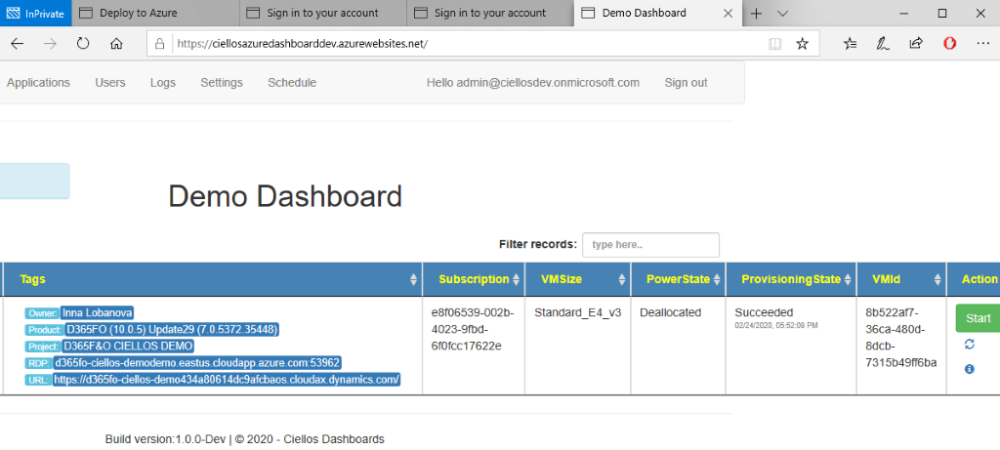 InPrivate Deploy to Azure Sign in to your account Sign in to your account Demo Dashboard
https://ciellosazuredashboarddev.azurewebsites.net/
Applications Users Logs Settings Schedule Hello admin@ciellosdev.onmicrosoft.com Sign out
Demo Dashboard
Filter records: type here..
Tags Subscription VMSize PowerState ProvisioningState VMId Action
Owner: Inna Lobanova
Product: D365FO (10.0.5) Update29 (7.0.5372.35448)
Project: D365F&O CIELLOS DEMO
RDP: d365fo-ciellos-demodemo.eastus.cloudapp.azure.com:53962
URL: https://d365fo-ciellos-demo434a80614dc9afcbaos.cloudax.dynamics.com/
e8f06539-002b-
4023-9fbd-
6f0fcc17622e
Standard_E4_v3
Deallocated
Succeeded
02/24/2020, 05:52:09 PM
8b522af7-
36ca-480d-
8dcb-
7315b49ff6ba
Start
Build version:1.0.0-Dev | © 2020 - Ciellos Dashboards